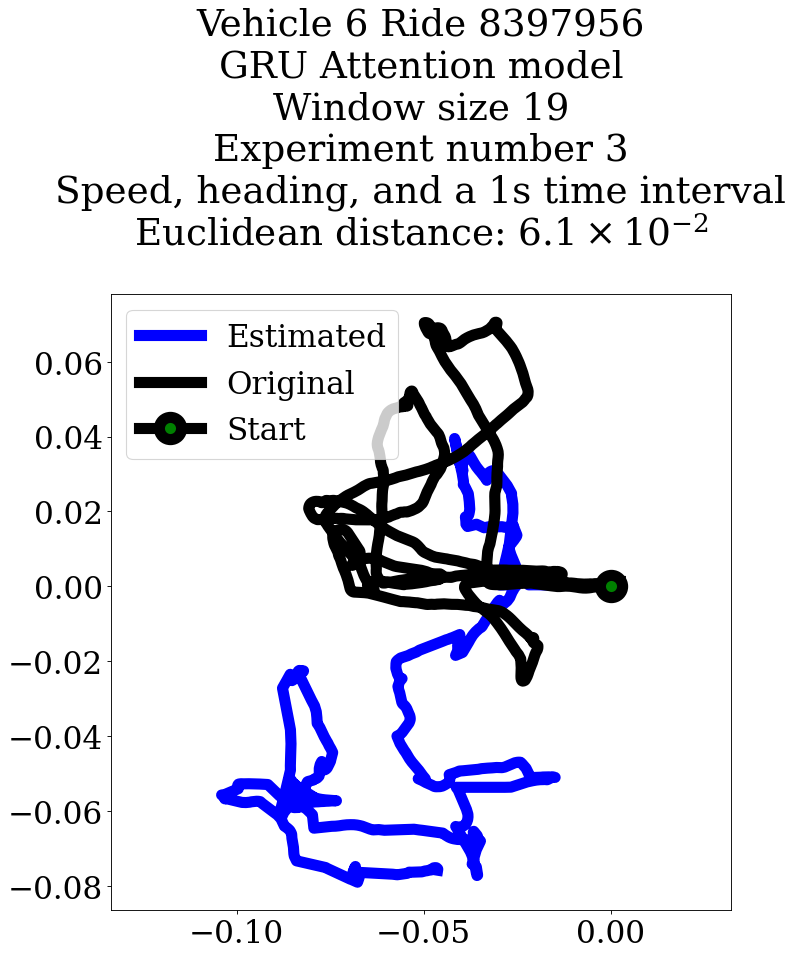 Vehicle 6 Ride 8397956
GRU Attention model
Window size 19
Experiment number 3
Speed, heading, and a 1s time interval
Euclidean distance: 6.1 × 10⁻²
Estimated
Original
Start
0.06
0.04
0.02
0.00
−0.02
−0.04
−0.06
−0.08
−0.10
−0.05
0.00